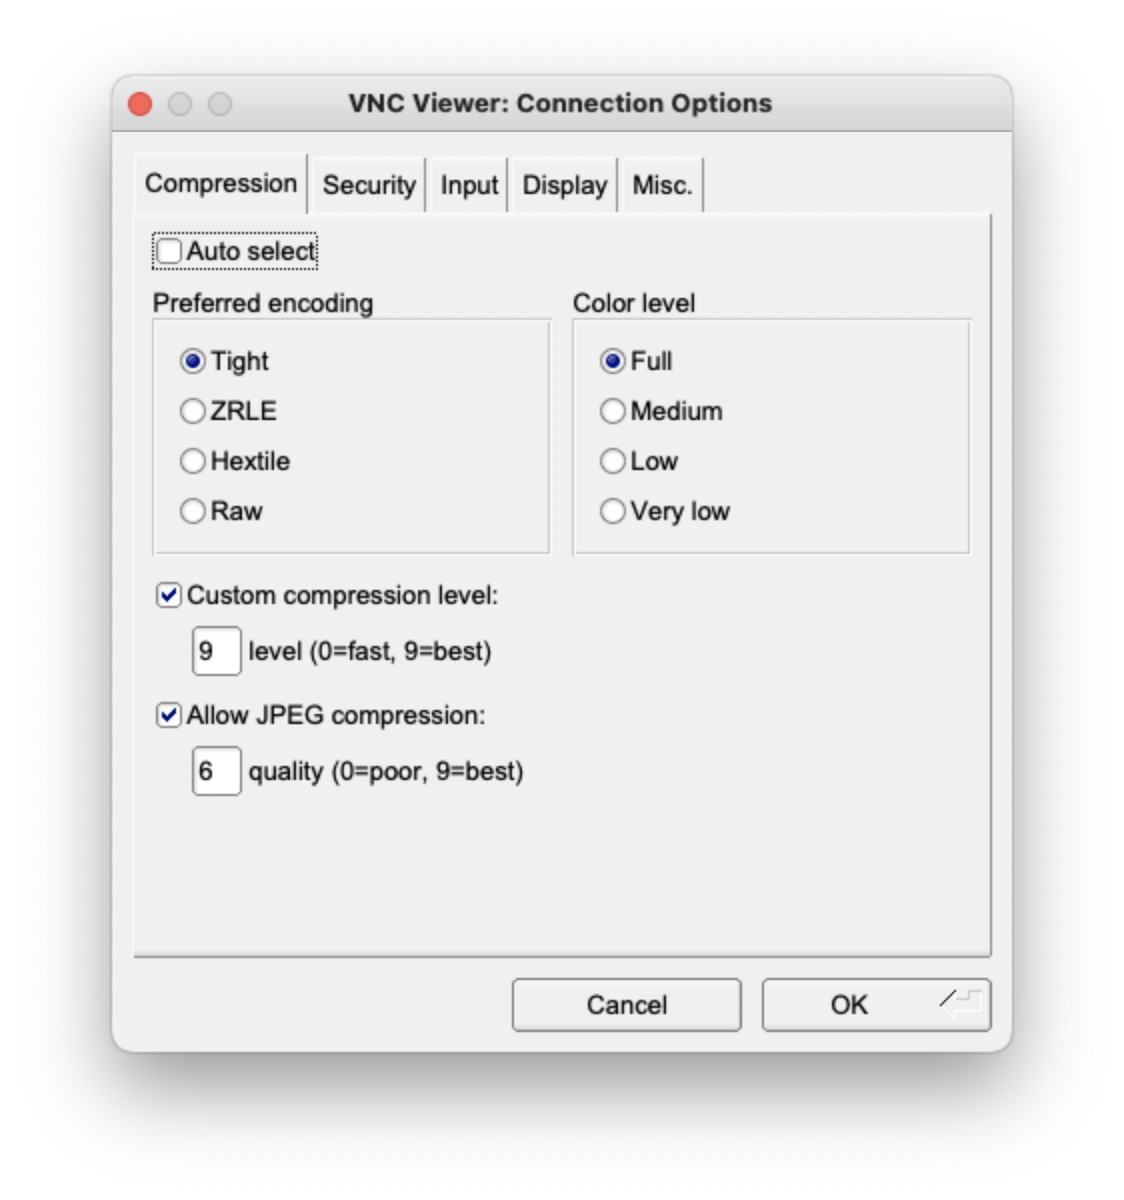 VNC Viewer: Connection Options
Compression Security Input Display Misc.
Auto select
Preferred encoding
Tight
ZRLE
Hextile
Raw
Color level
Full
Medium
Low
Very low
Custom compression level:
9 level (0=fast, 9=best)
Allow JPEG compression:
6 quality (0=poor, 9=best)
Cancel OK